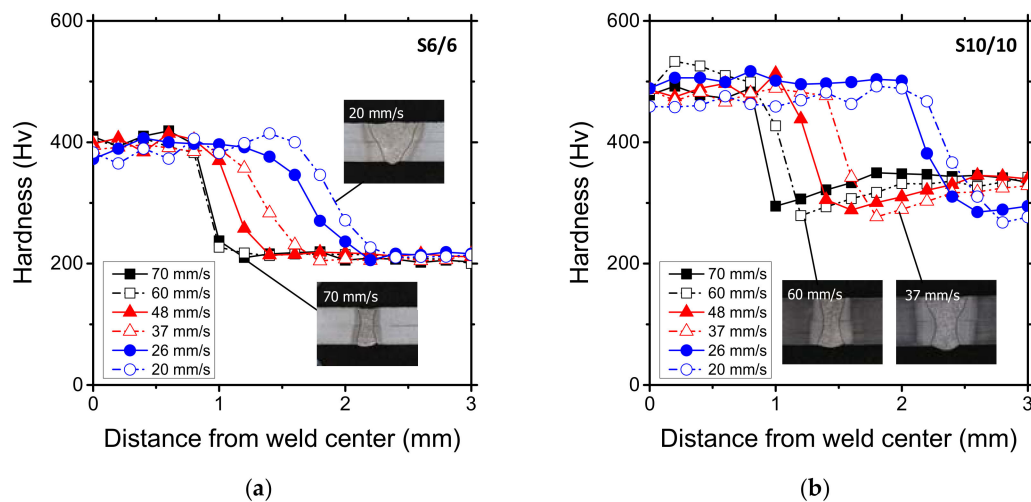 600
S6/6
20 mm/s
400
Hardness (Hv)
200
70 mm/s
70 mm/s
60 mm/s
48 mm/s
37 mm/s
26 mm/s
20 mm/s
0
0 1 2 3
Distance from weld center (mm)
(a)
600
S10/10
400
Hardness (Hv)
200
60 mm/s 37 mm/s
70 mm/s
60 mm/s
48 mm/s
37 mm/s
26 mm/s
20 mm/s
0
0 1 2 3
Distance from weld center (mm)
(b)